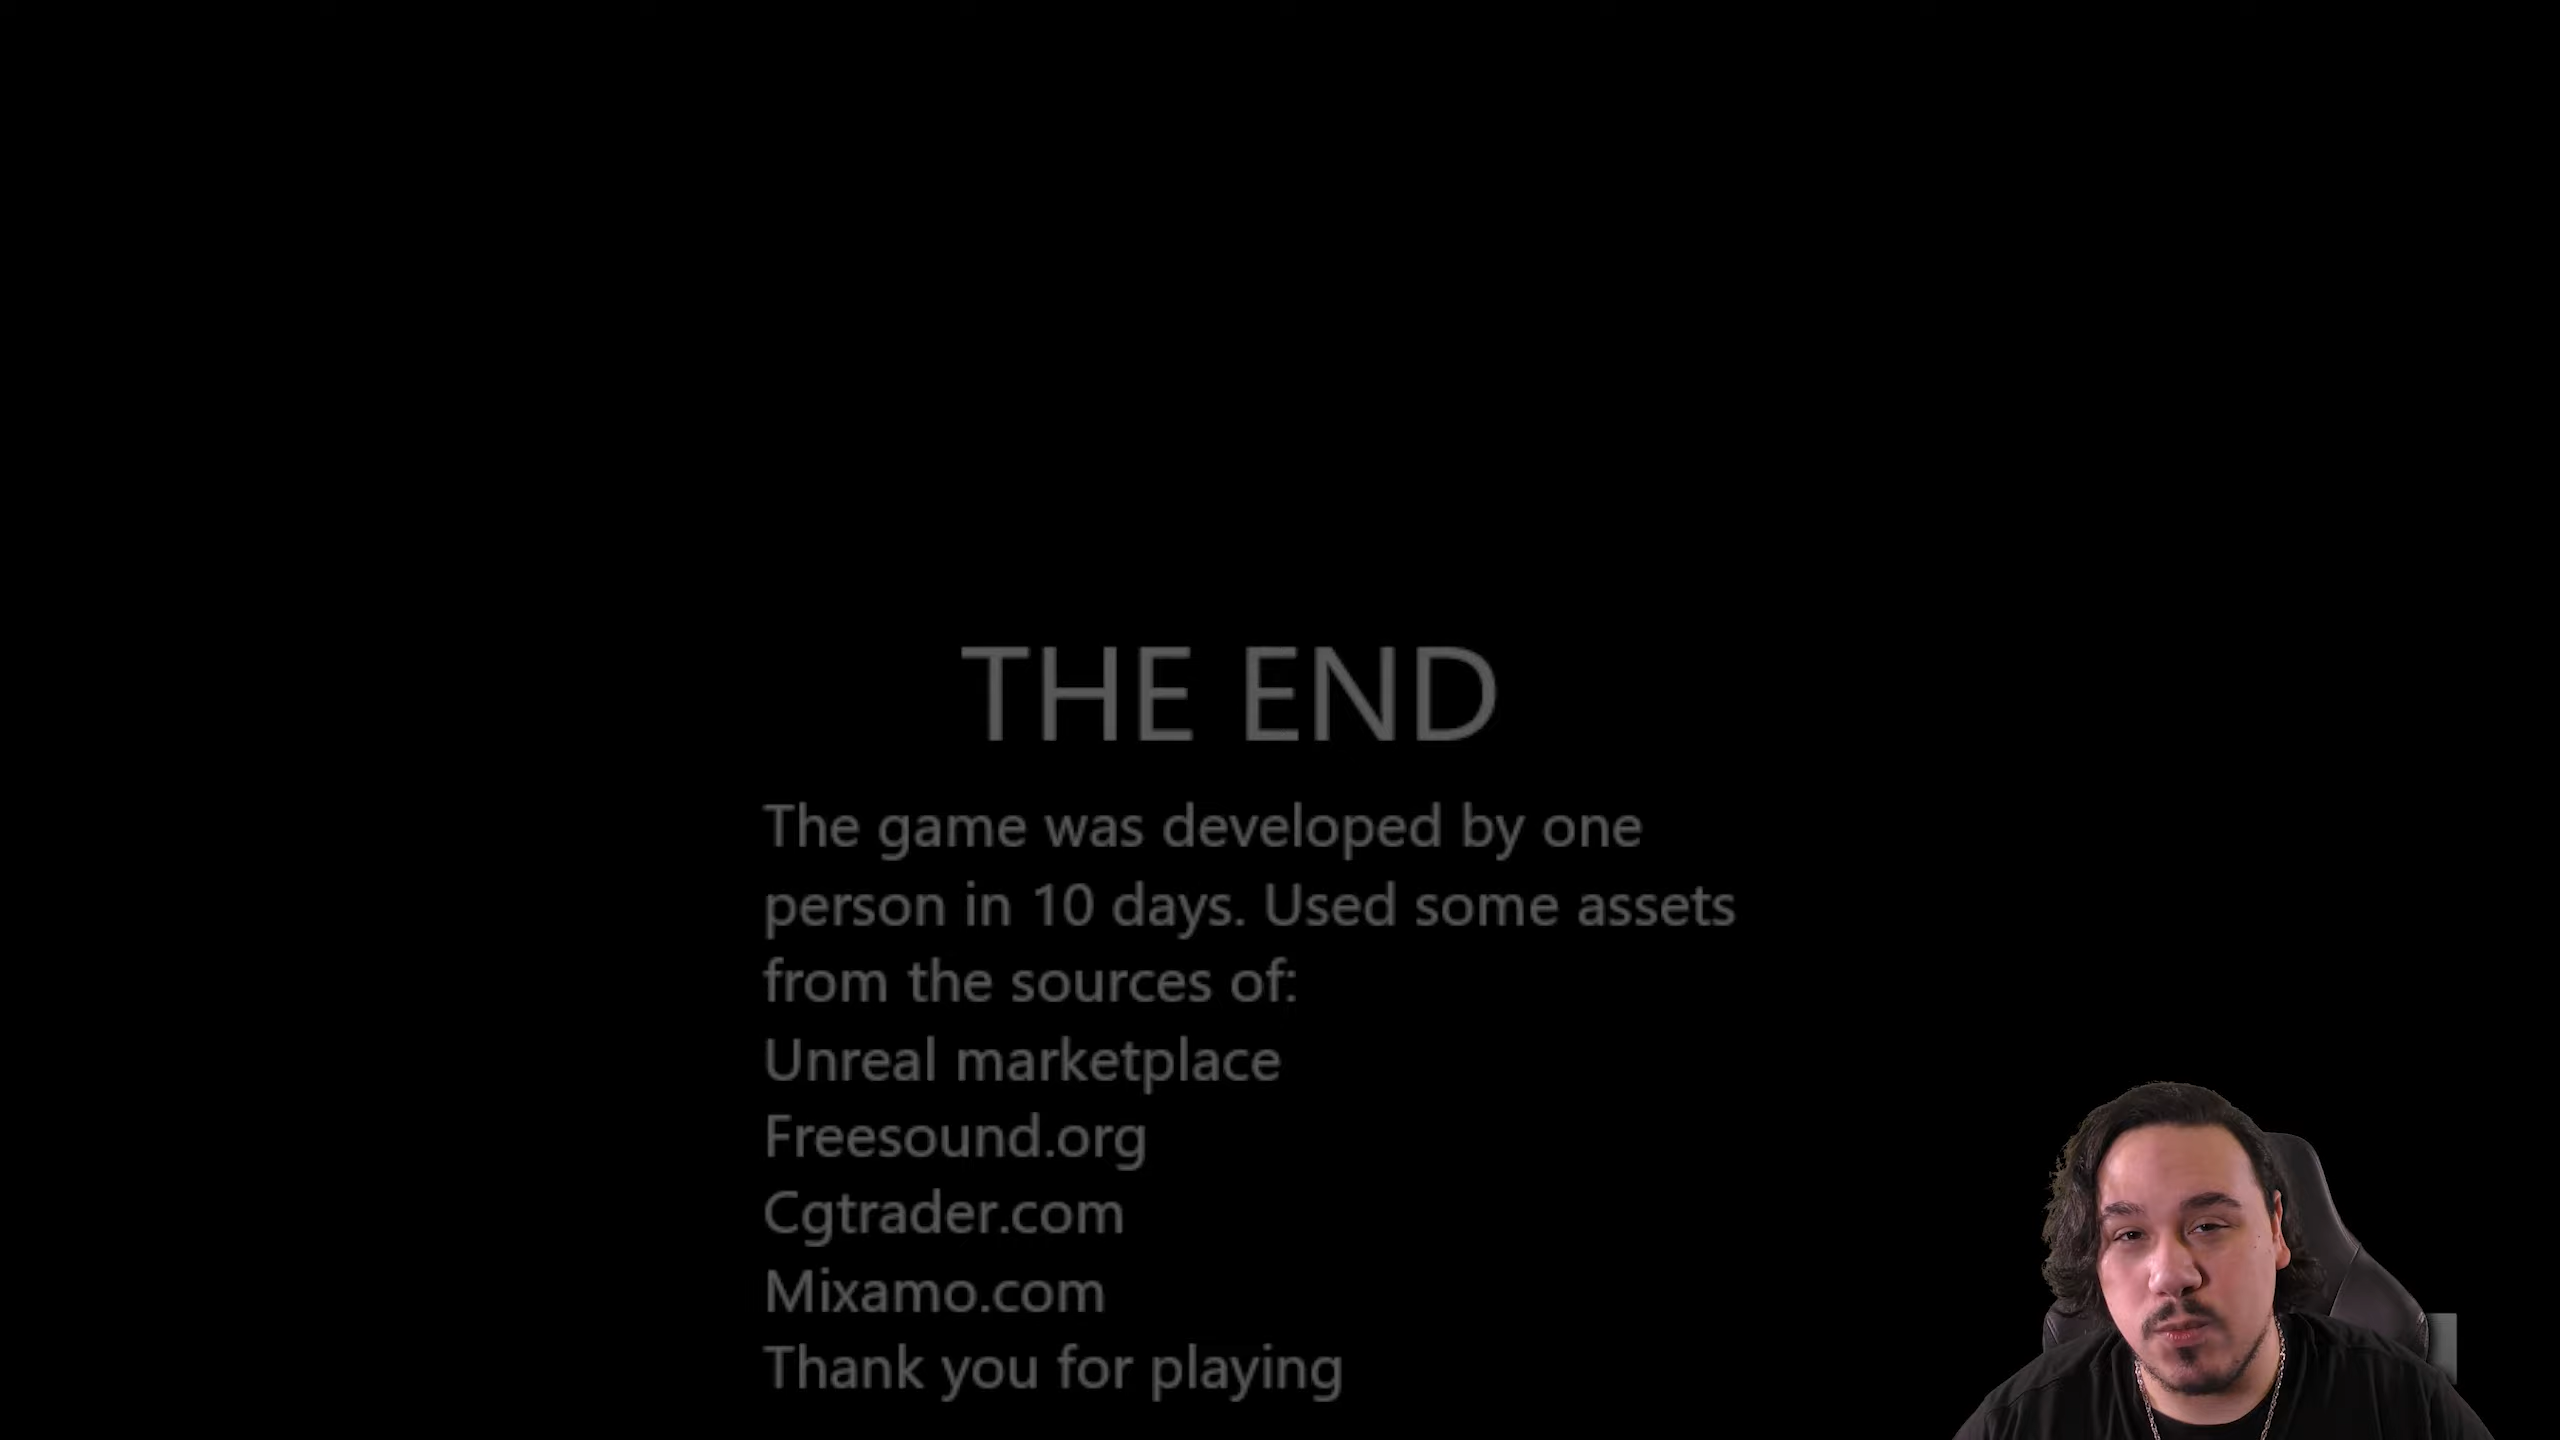 THE END
The game was developed by one
person in 10 days. Used some assets
from the sources of:
Unreal marketplace
Freesound.org
Cgtrader.com
Mixamo.com
Thank you for playing